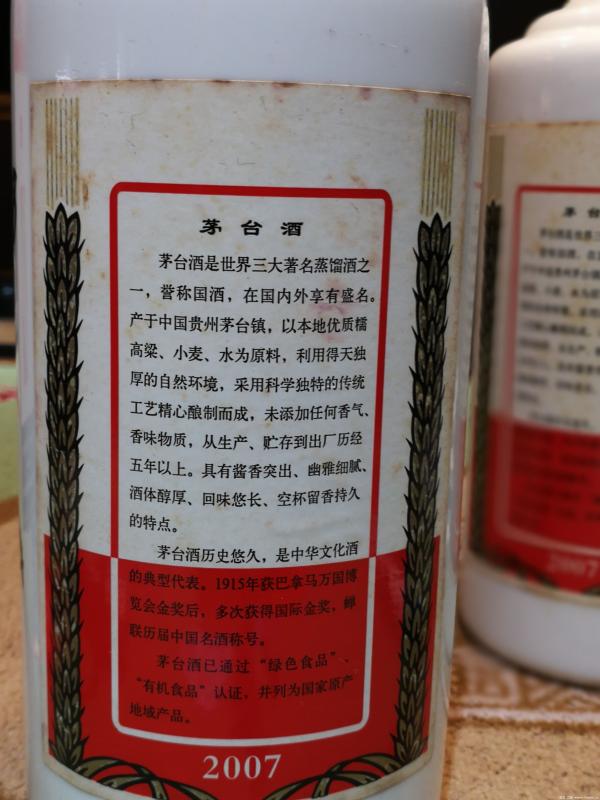 茅台酒
茅台酒是世界三大著名蒸馏酒之
一，誉称国酒，在国内外享有盛名。
产于中国贵州茅台镇，以本地优质糯
高粱、小麦、水为原料，利用得天独
厚的自然环境，采用科学独特的传统
工艺精心酿制而成，未添加任何香气、
香味物质，从生产、贮存到出厂历经
五年以上。具有酱香突出、幽雅细腻、
酒体醇厚、回味悠长、空杯留香持久
的特点。
茅台酒历史悠久，是中华文化酒
的典型代表。1915年获巴拿马万国博
览会金奖后，多次获得国际金奖，蝉
联历届中国名酒称号。
茅台酒已通过“绿色食品”、
“有机食品”认证，并列为国家原产
地域产品。
2007
茅台
茅台酒是世界三
2007